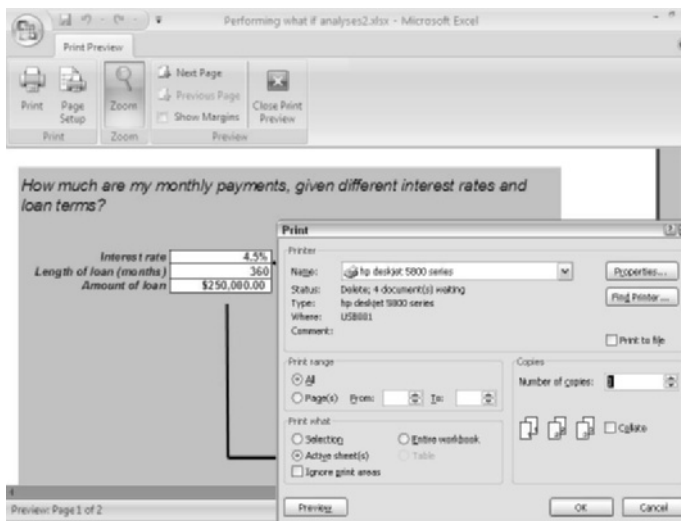 Performing what if analyses2.xlsx - Microsoft Excel
Print Preview
Print
Page Setup
Zoom
Next Page
Previous Page
Show Margins
Close Print Preview
Print
Zoom
Preview
How much are my monthly payments, given different interest rates and
loan terms?
Interest rate 4.5%
Length of loan (months) 360
Amount of loan $250,000.00
Print
Printer
Name: hp deskjet 5800 series Properties...
Status: Delete; 4 document(s) waiting
Type: hp deskjet 5800 series Find Printer...
Where: USB001
Comment:
Print to file
Print range
All
Page(s) From: To:
Copies
Number of copies: 1
Collate
Print what
Selection Entire workbook
Active sheet(s) Table
Ignore print areas
Preview OK Cancel
Preview: Page 1 of 2